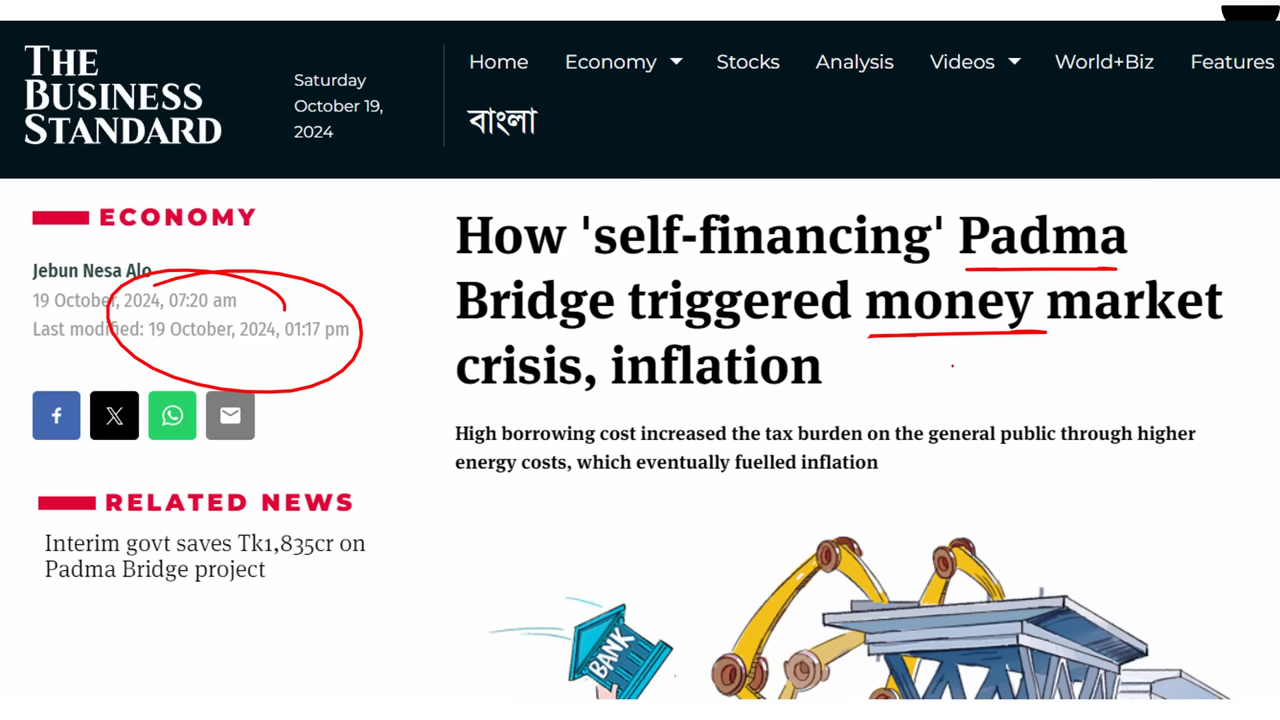 THE
BUSINESS
STANDARD
Saturday
October 19,
2024
Home Economy Stocks Analysis Videos World+Biz Features
বাংলা
ECONOMY
Jebun Nesa Alo
19 October, 2024, 07:20 am
Last modified: 19 October, 2024, 01:17 pm
RELATED NEWS
Interim govt saves Tk1,835cr on
Padma Bridge project
How 'self-financing' Padma
Bridge triggered money market
crisis, inflation
High borrowing cost increased the tax burden on the general public through higher
energy costs, which eventually fuelled inflation
BANK